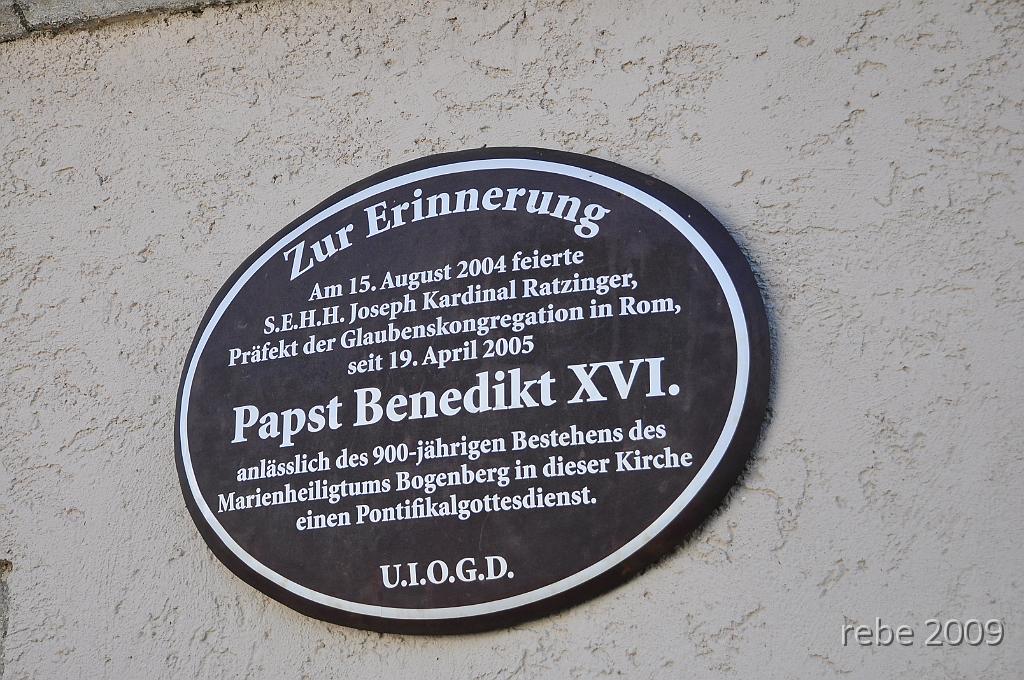 Zur Erinnerung
Am 15. August 2004 feierte
S.E.H.H. Joseph Kardinal Ratzinger,
Präfekt der Glaubenskongregation in Rom,
seit 19. April 2005
Papst Benedikt XVI.
anlässlich des 900-jährigen Bestehens des
Marienheiligtums Bogenberg in dieser Kirche
einen Pontifikalgottesdienst.
U.I.O.G.D.
rebe 2009